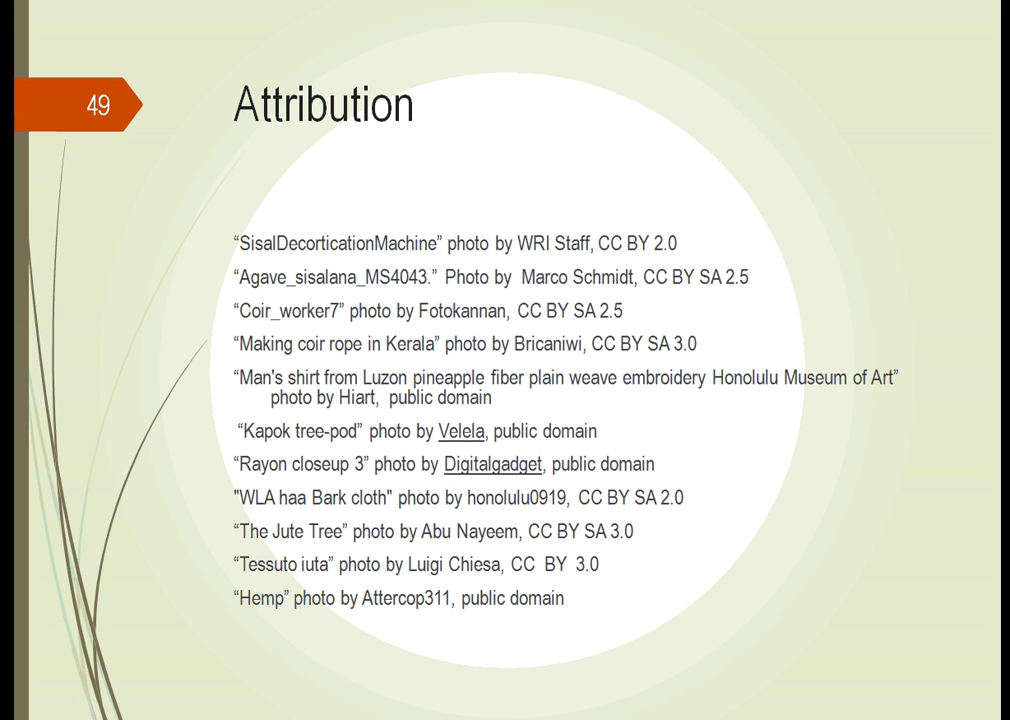 49
Attribution
“SisalDecorticationMachine” photo by WRI Staff, CC BY 2.0
“Agave_sisalana_MS4043.” Photo by Marco Schmidt, CC BY SA 2.5
“Coir_worker7” photo by Fotokannan, CC BY SA 2.5
“Making coir rope in Kerala” photo by Bricaniwi, CC BY SA 3.0
“Man's shirt from Luzon pineapple fiber plain weave embroidery Honolulu Museum of Art”
photo by Hiart, public domain
“Kapok tree-pod” photo by Velela, public domain
“Rayon closeup 3” photo by Digitalgadget, public domain
"WLA haa Bark cloth" photo by honolulu0919, CC BY SA 2.0
“The Jute Tree” photo by Abu Nayeem, CC BY SA 3.0
“Tessuto iuta” photo by Luigi Chiesa, CC BY 3.0
“Hemp” photo by Attercop311, public domain